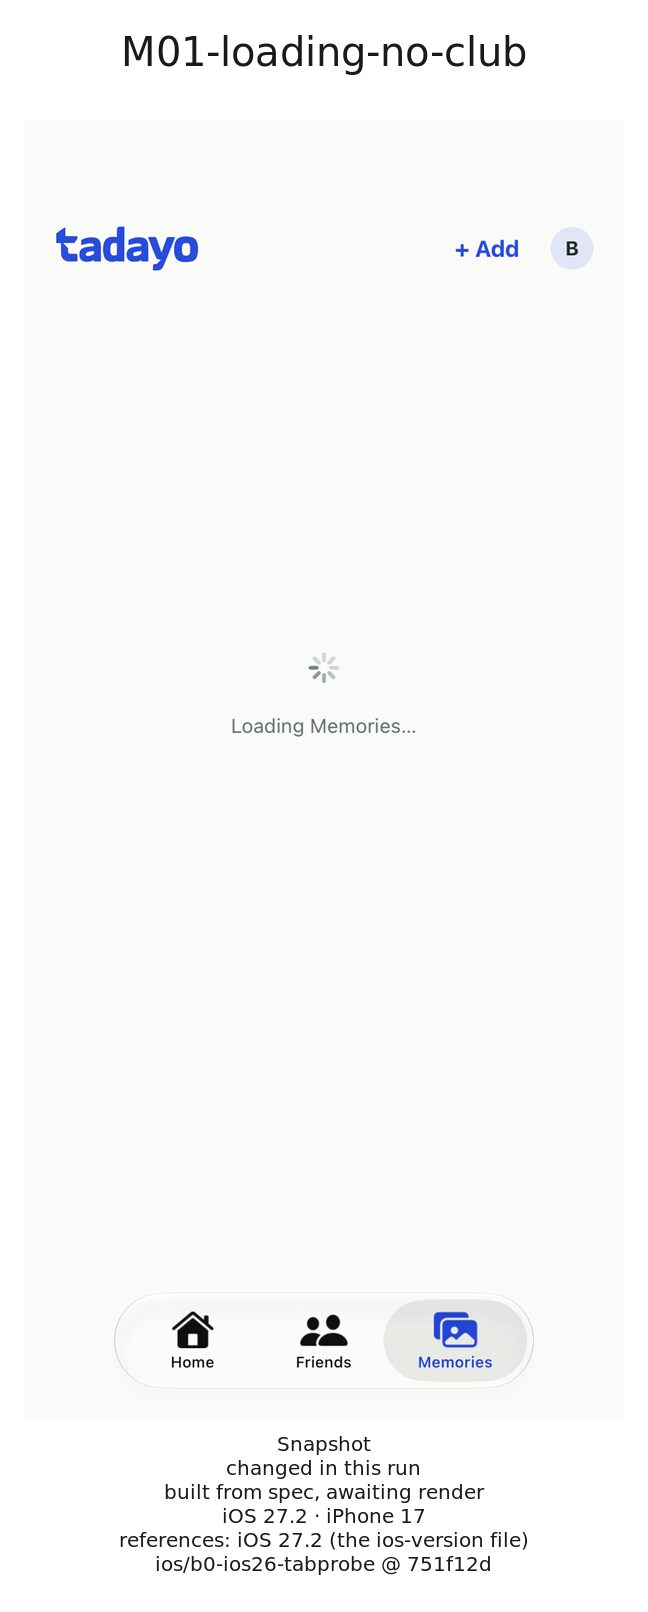 M01-loading-no-club
tadayo
+ Add
B
Loading Memories...
Home
Friends
Memories
Snapshot
changed in this run
built from spec, awaiting render
iOS 27.2 · iPhone 17
references: iOS 27.2 (the ios-version file)
ios/b0-ios26-tabprobe @ 751f12d